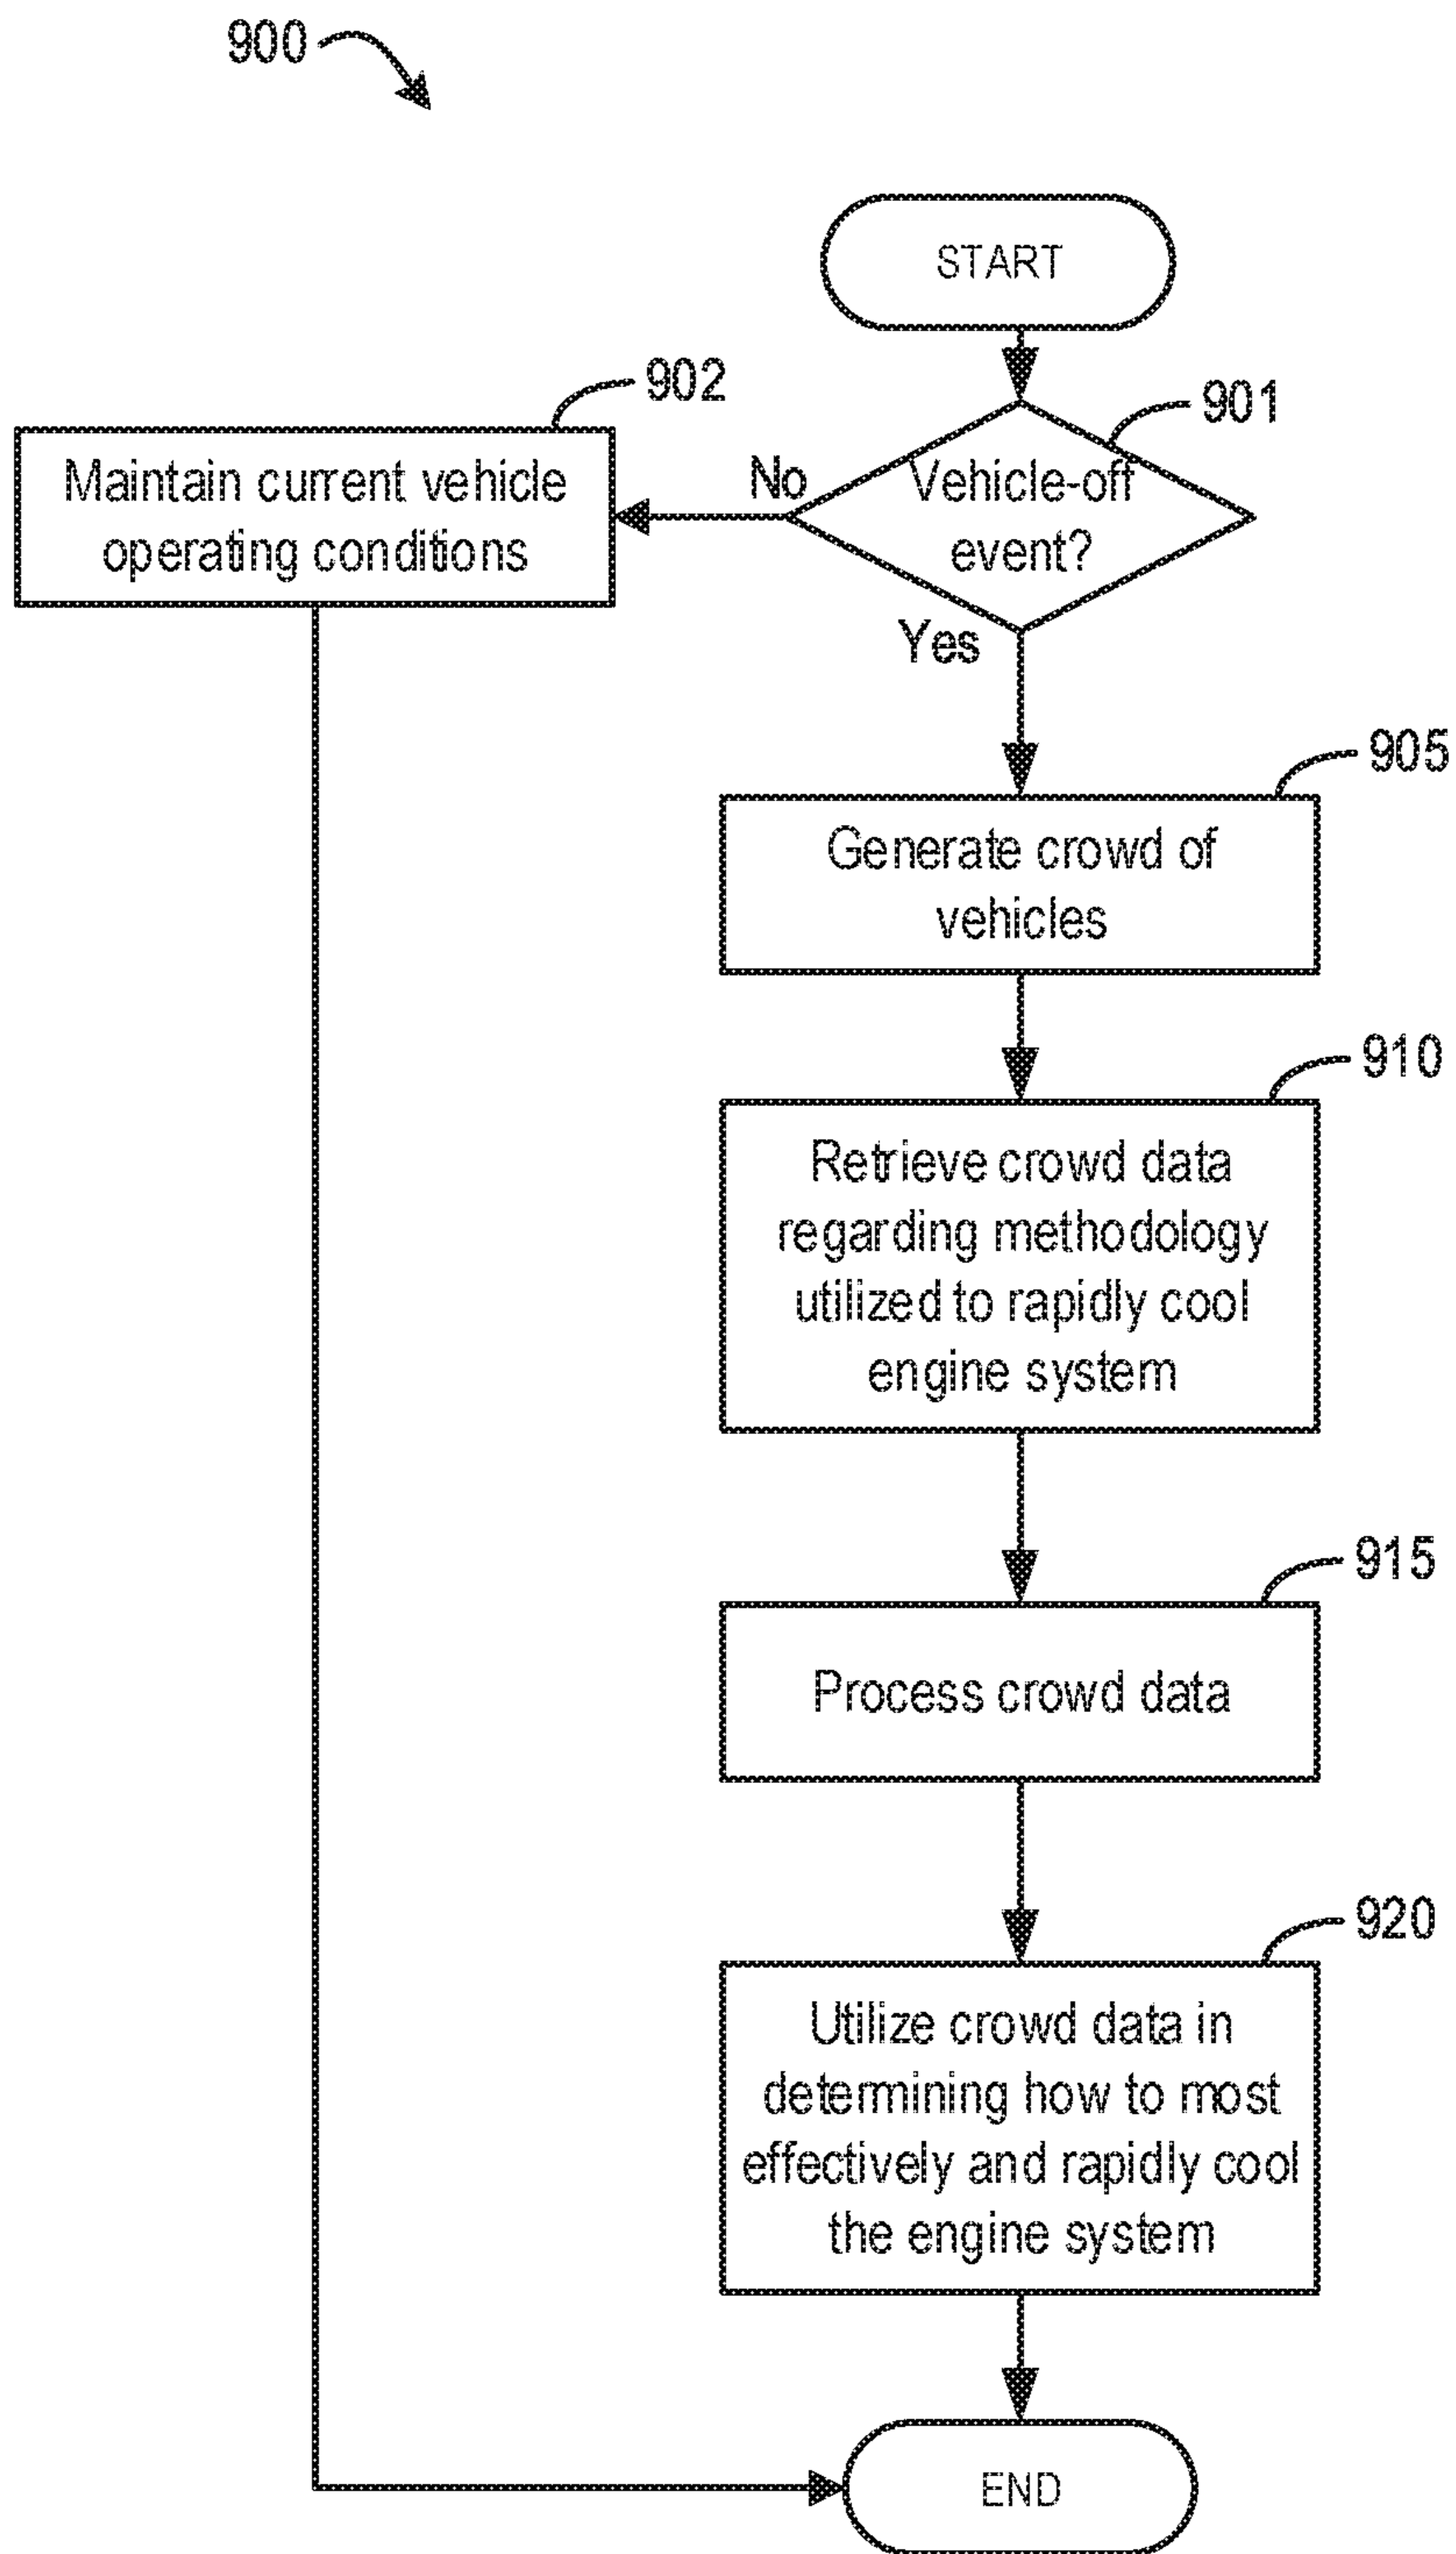 900
START
902
901
Maintain current vehicle
operating conditions
No
Vehicle-off
event?
Yes
905
Generate crowd of
vehicles
910
Retrieve crowd data
regarding methodology
utilized to rapidly cool
engine system
915
Process crowd data
920
Utilize crowd data in
determining how to most
effectively and rapidly cool
the engine system
END